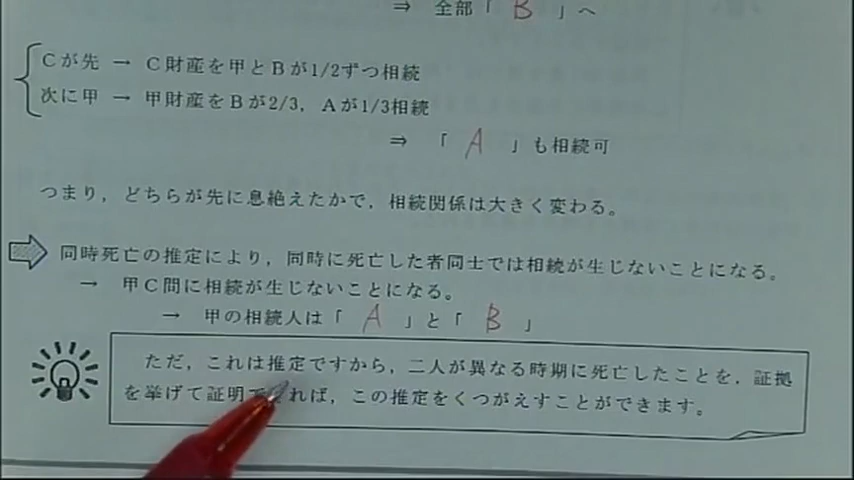 ⇒ 全部「 B 」へ
Cが先 → C財産を甲とBが1/2ずつ相続
次に甲 → 甲財産をBが2/3，Aが1/3相続
⇒ 「 A 」も相続可
つまり，どちらが先に息絶えたかで，相続関係は大きく変わる。
同時死亡の推定により，同時に死亡した者同士では相続が生じないことになる。
→ 甲C間に相続が生じないことになる。
→ 甲の相続人は「 A 」と「 B 」
ただ，これは推定ですから，二人が異なる時期に死亡したことを，証拠
を挙げて証明できれば，この推定をくつがえすことができます。